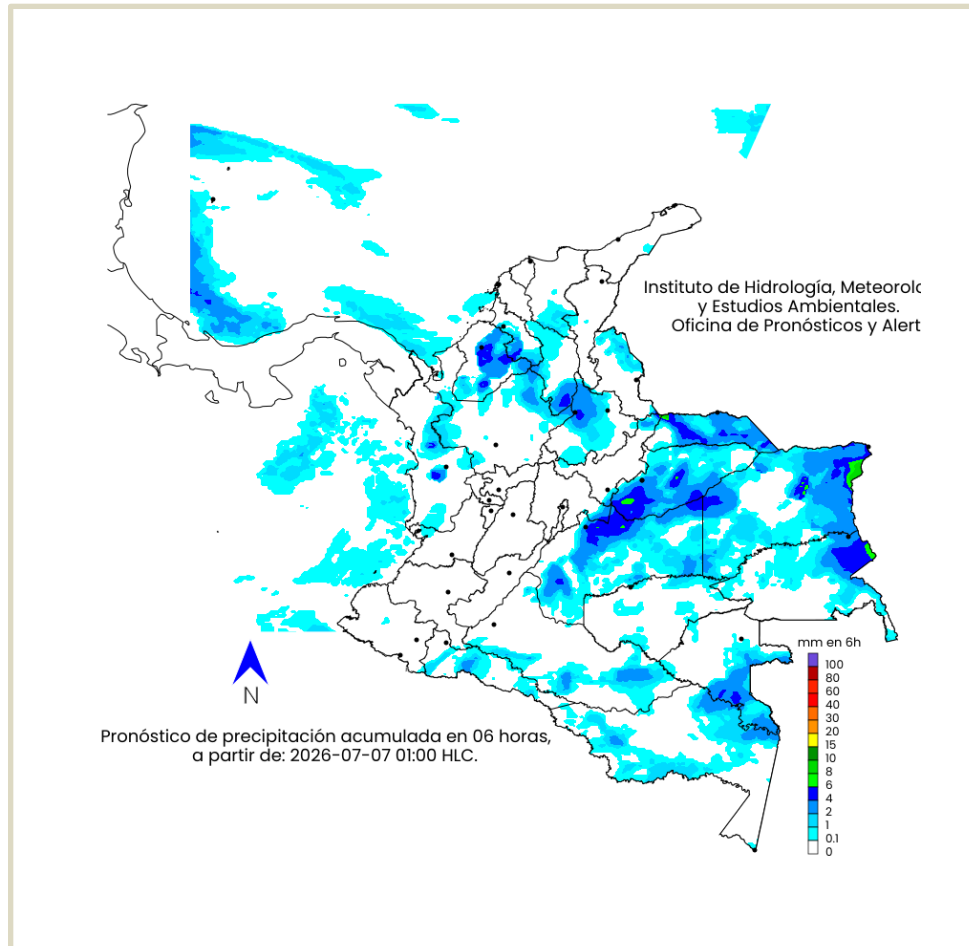 Instituto de Hidrología, Meteorolo
y Estudios Ambientales.
Oficina de Pronósticos y Alert
mm en 6h
100
80
60
40
30
20
15
10
8
6
4
2
1
0.1
0
N
Pronóstico de precipitación acumulada en 06 horas,
a partir de: 2026-07-07 01:00 HLC.